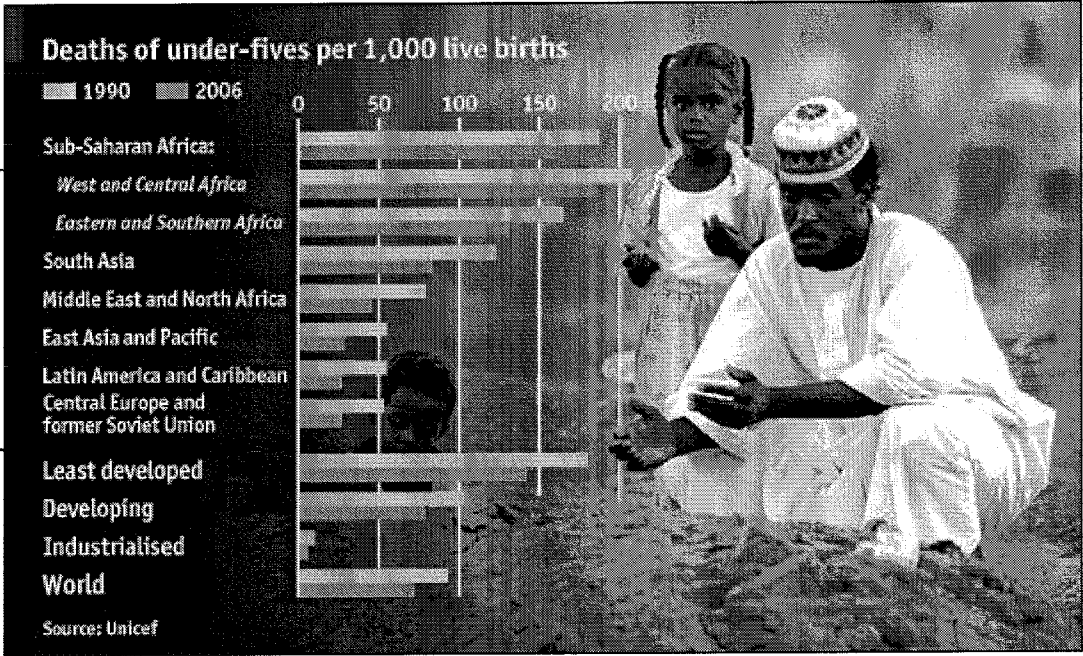 Deaths of under-fives per 1,000 live births
1990 2006
0 50 100 150 200
Sub-Saharan Africa:
West and Central Africa
Eastern and Southern Africa
South Asia
Middle East and North Africa
East Asia and Pacific
Latin America and Caribbean
Central Europe and
former Soviet Union
Least developed
Developing
Industrialised
World
Source: Unicef